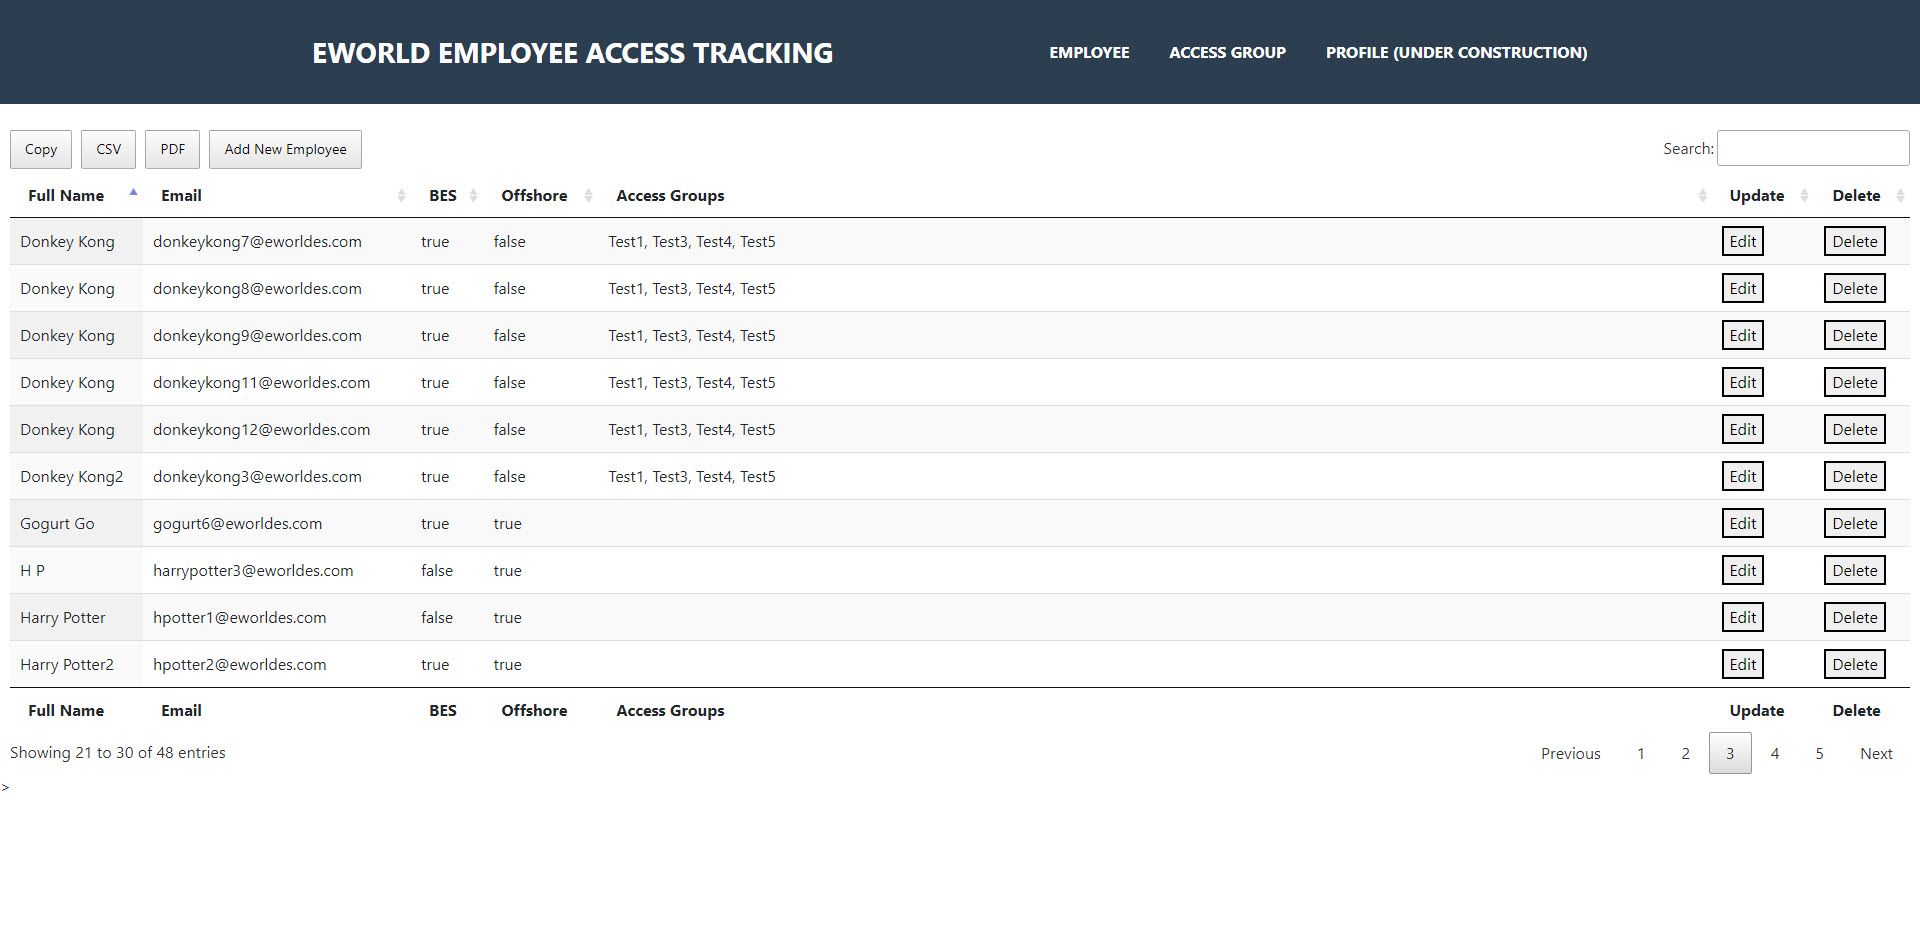 EWORLD EMPLOYEE ACCESS TRACKING EMPLOYEE ACCESS GROUP PROFILE (UNDER CONSTRUCTION)
Copy CSV PDF Add New Employee Search:
Full Name Email BES Offshore Access Groups Update Delete
Donkey Kong donkeykong7@eworldes.com true false Test1, Test3, Test4, Test5 Edit Delete
Donkey Kong donkeykong8@eworldes.com true false Test1, Test3, Test4, Test5 Edit Delete
Donkey Kong donkeykong9@eworldes.com true false Test1, Test3, Test4, Test5 Edit Delete
Donkey Kong donkeykong11@eworldes.com true false Test1, Test3, Test4, Test5 Edit Delete
Donkey Kong donkeykong12@eworldes.com true false Test1, Test3, Test4, Test5 Edit Delete
Donkey Kong2 donkeykong3@eworldes.com true false Test1, Test3, Test4, Test5 Edit Delete
Gogurt Go gogurt6@eworldes.com true true Edit Delete
H P harrypotter3@eworldes.com false true Edit Delete
Harry Potter hpotter1@eworldes.com false true Edit Delete
Harry Potter2 hpotter2@eworldes.com true true Edit Delete
Full Name Email BES Offshore Access Groups Update Delete
Showing 21 to 30 of 48 entries Previous 1 2 3 4 5 Next
>